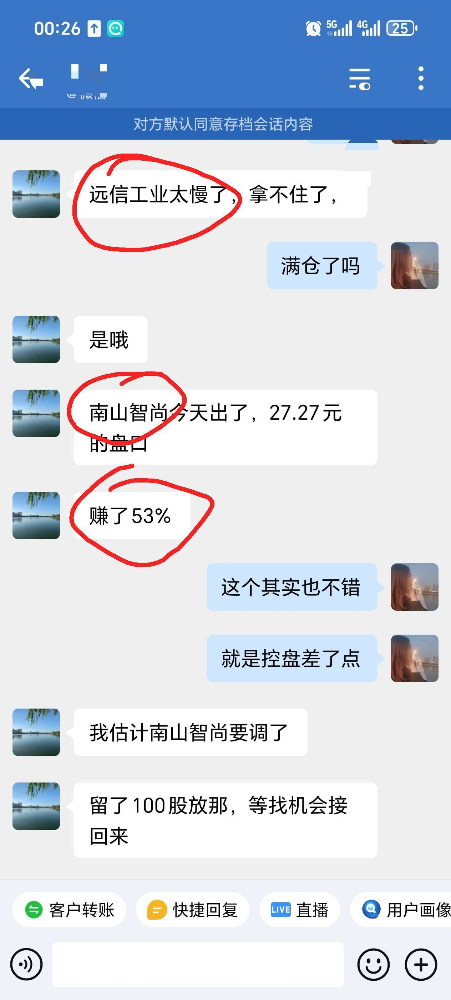 00:26
5G
4G
25
对方默认同意存档会话内容
远信工业太慢了，拿不住了，
满仓了吗
是哦
南山智尚今天出了，27.27元
的盘口
赚了53%
这个其实也不错
就是控盘差了点
我估计南山智尚要调了
留了100股放那，等找机会接
回来
客户转账
快捷回复
LIVE 直播
用户画像